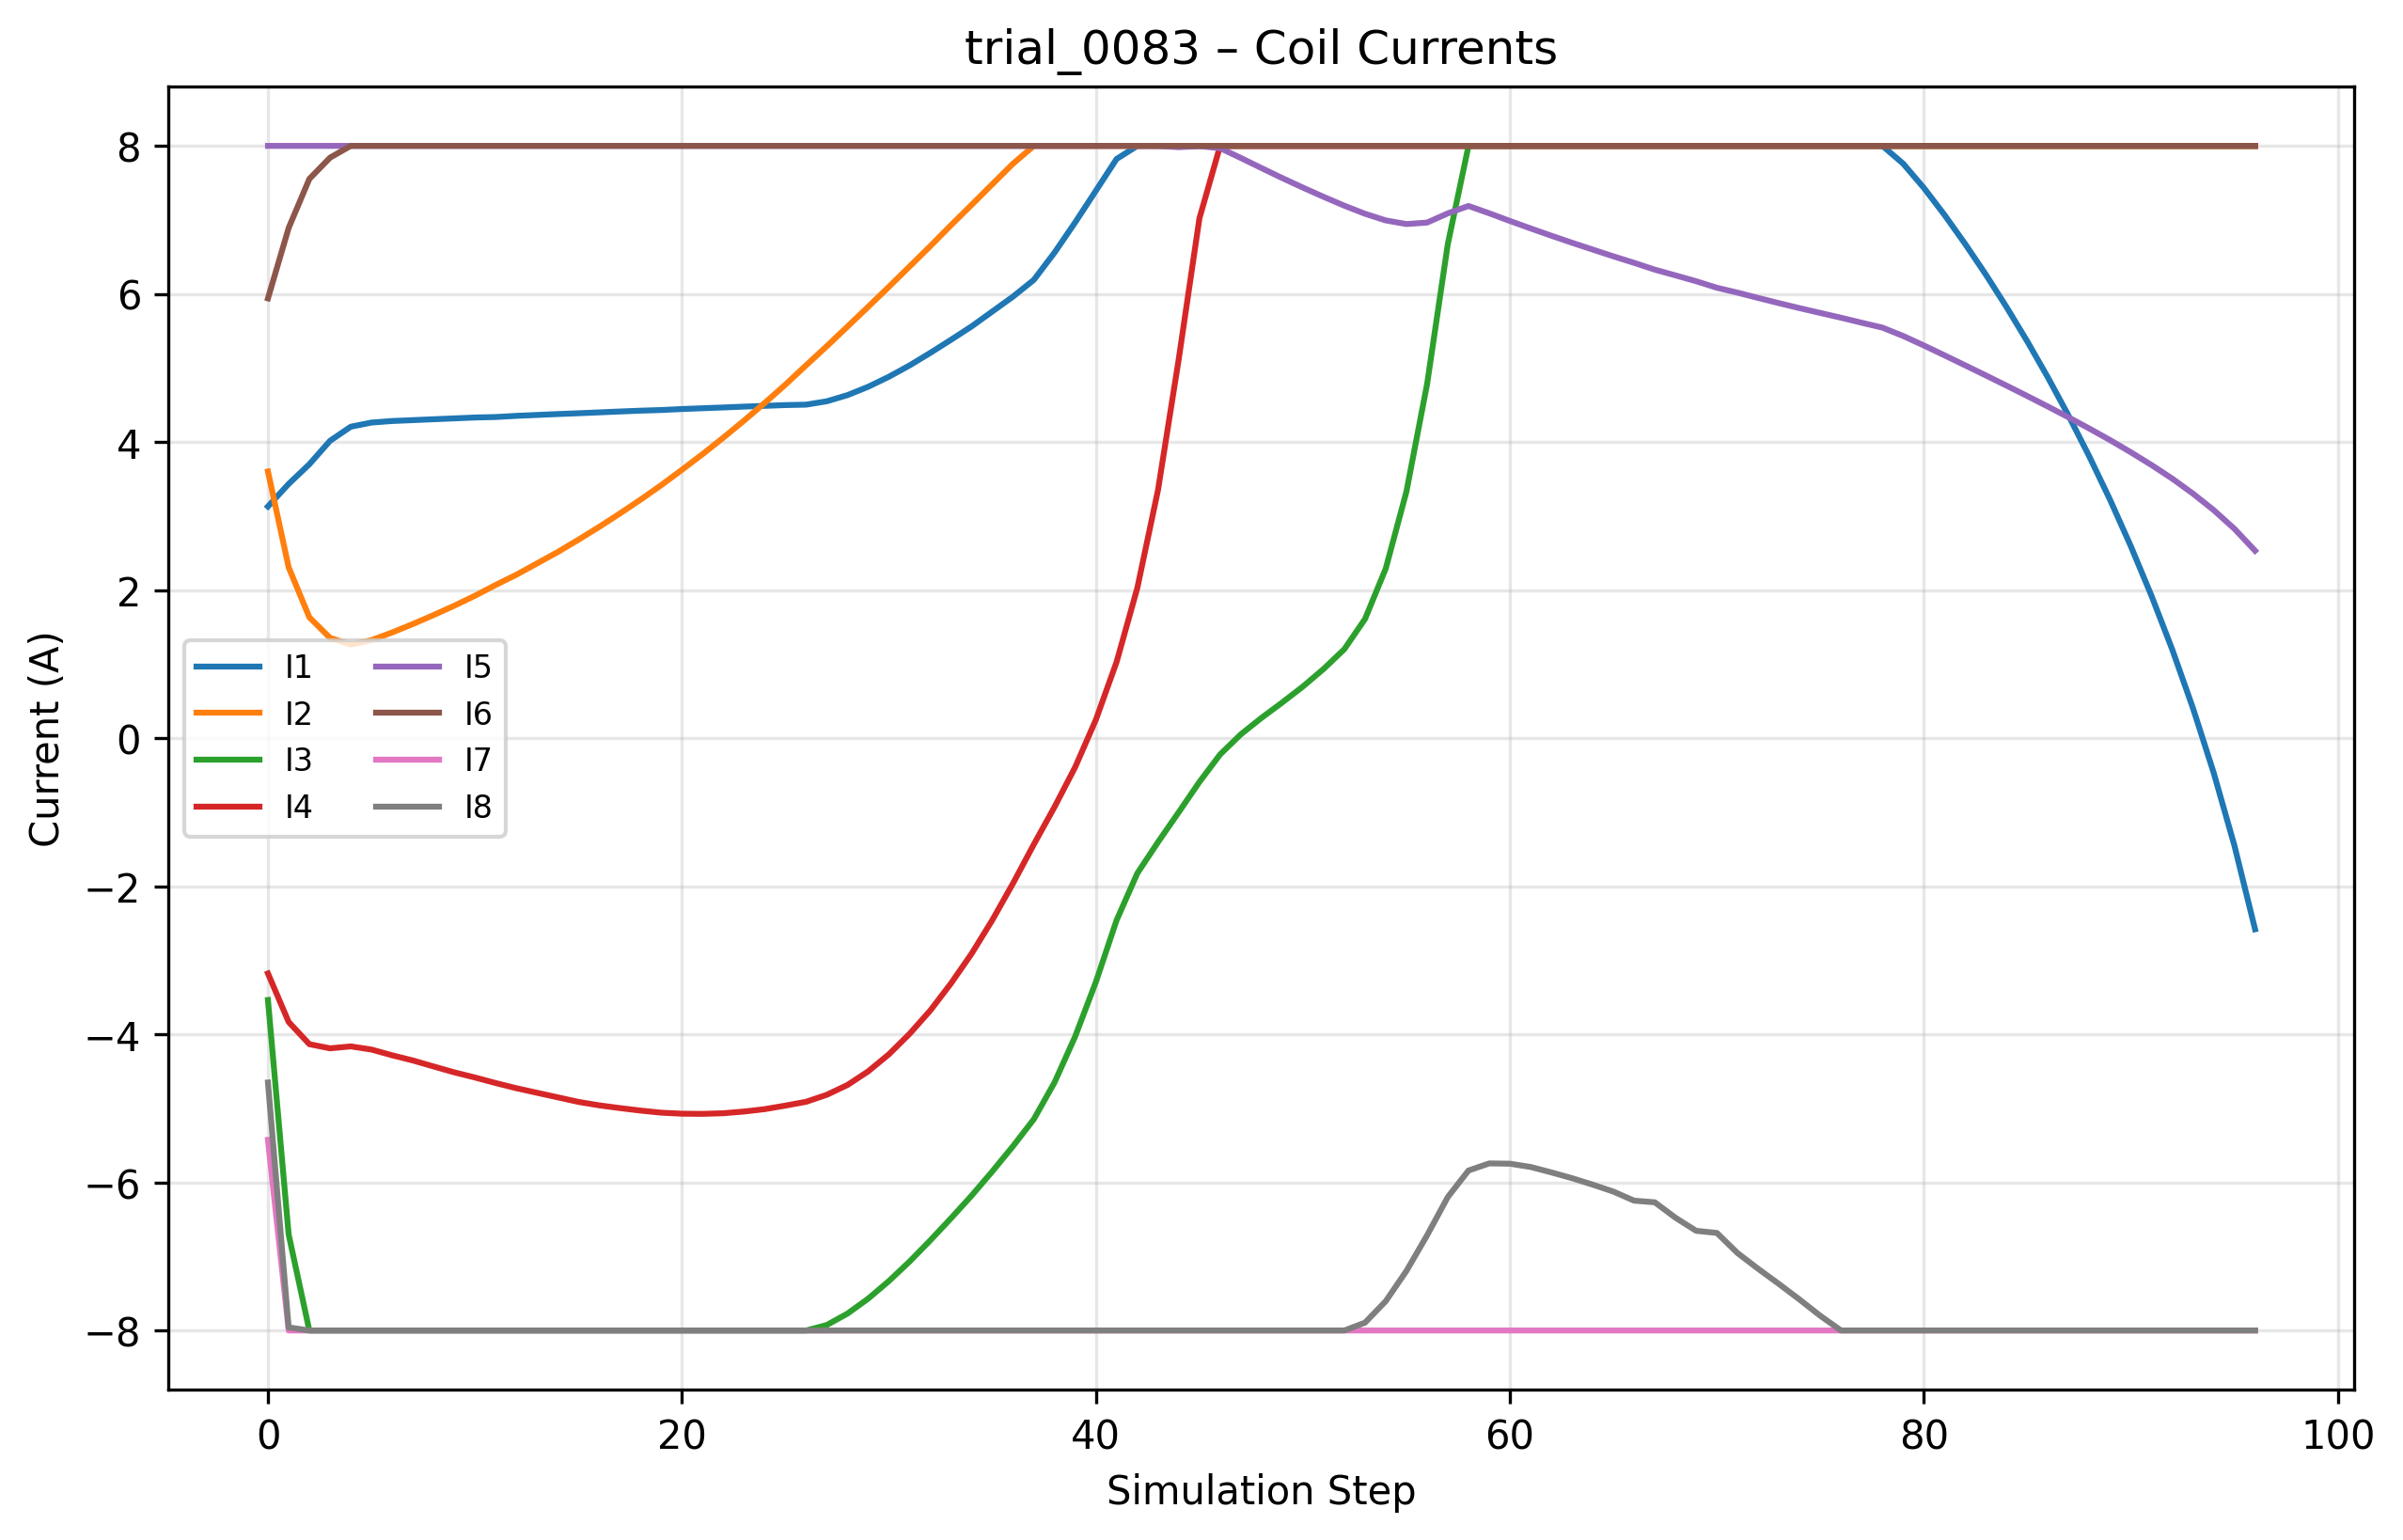 trial_0083 – Coil Currents
Current (A)
8
6
4
2
0
−2
−4
−6
−8
I1
I2
I3
I4
I5
I6
I7
I8
0
20
40
60
80
100
Simulation Step